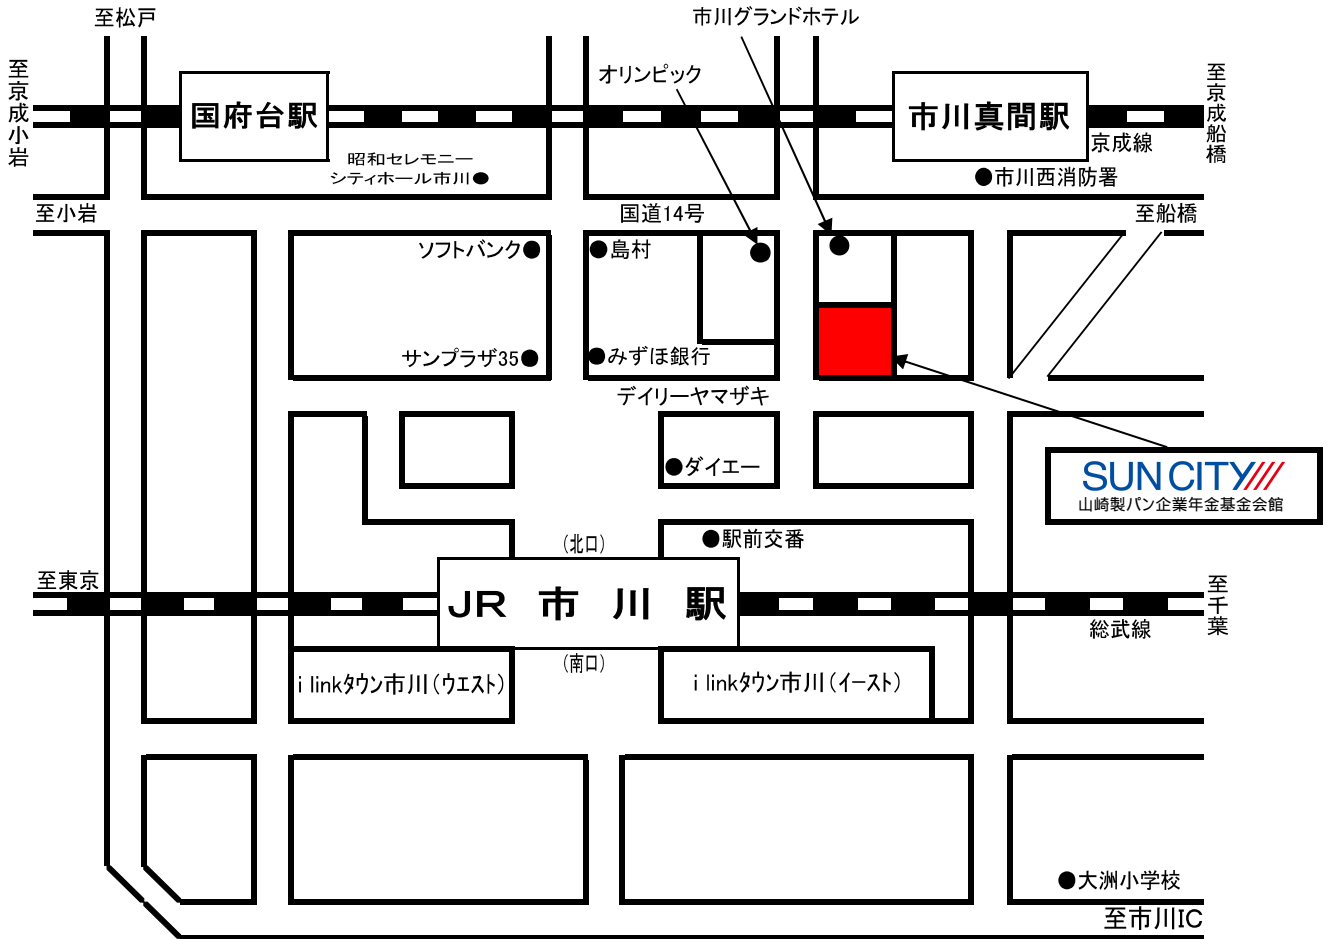 至松戸
市川グランドホテル
至京成小岩
オリンピック
至京成船橋
国府台駅
市川真間駅
京成線
昭和セレモニー
シティホール市川●
●市川西消防署
至小岩
国道14号
至船橋
ソフトバンク●
●島村
サンプラザ35●
●みずほ銀行
デイリーヤマザキ
●ダイエー
SUN CITY
山崎製パン企業年金基金会館
●駅前交番
(北口)
至東京
JR 市 川 駅
至千葉
総武線
(南口)
i linkタウン市川(ウエスト)
i linkタウン市川(イースト)
●大洲小学校
至市川IC